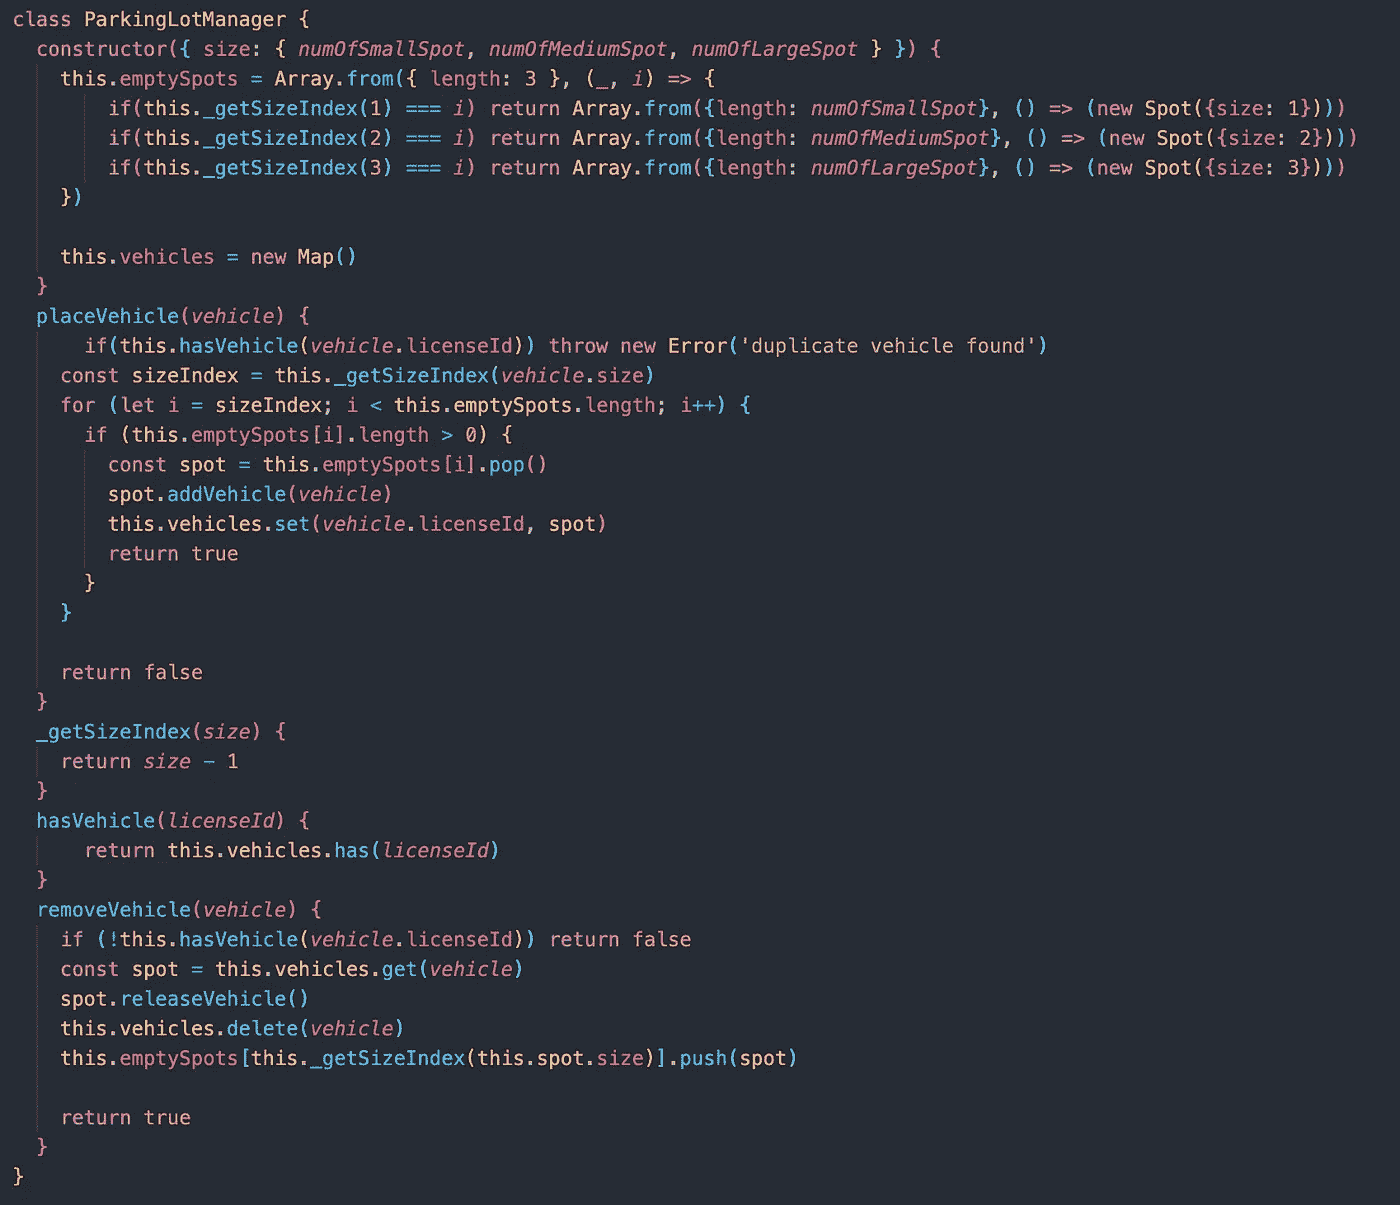 class ParkingLotManager {
  constructor({ size: { numOfSmallSpot, numOfMediumSpot, numOfLargeSpot } }) {
    this.emptySpots = Array.from({ length: 3 }, (_, i) => {
        if(this._getSizeIndex(1) === i) return Array.from({length: numOfSmallSpot}, () => (new Spot({size: 1})))
        if(this._getSizeIndex(2) === i) return Array.from({length: numOfMediumSpot}, () => (new Spot({size: 2})))
        if(this._getSizeIndex(3) === i) return Array.from({length: numOfLargeSpot}, () => (new Spot({size: 3})))
    })

    this.vehicles = new Map()
  }
  placeVehicle(vehicle) {
      if(this.hasVehicle(vehicle.licenseId)) throw new Error('duplicate vehicle found')
    const sizeIndex = this._getSizeIndex(vehicle.size)
    for (let i = sizeIndex; i < this.emptySpots.length; i++) {
      if (this.emptySpots[i].length > 0) {
        const spot = this.emptySpots[i].pop()
        spot.addVehicle(vehicle)
        this.vehicles.set(vehicle.licenseId, spot)
        return true
      }
    }

    return false
  }
  _getSizeIndex(size) {
    return size - 1
  }
  hasVehicle(licenseId) {
      return this.vehicles.has(licenseId)
  }
  removeVehicle(vehicle) {
    if (!this.hasVehicle(vehicle.licenseId)) return false
    const spot = this.vehicles.get(vehicle)
    spot.releaseVehicle()
    this.vehicles.delete(vehicle)
    this.emptySpots[this._getSizeIndex(this.spot.size)].push(spot)

    return true
  }
}